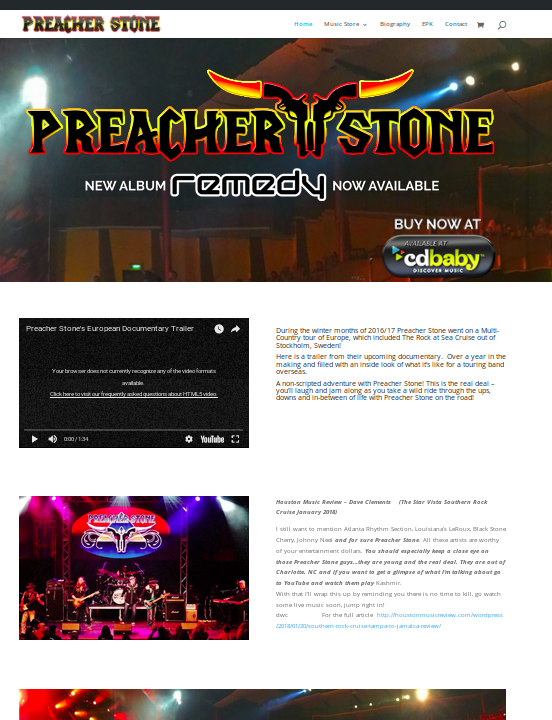 PREACHER STONE
Home Music Store Biography EPK Contact
PREACHER STONE
NEW ALBUM remedy NOW AVAILABLE
BUY NOW AT
AVAILABLE AT
cdbaby
DISCOVER MUSIC
Preacher Stone's European Documentary Trailer
Your browser does not currently recognize any of the video formats
available.
Click here to visit our frequently asked questions about HTML5 video.
0:00 / 1:34
YouTube
During the winter months of 2016/17 Preacher Stone went on a Multi-
Country tour of Europe, which included The Rock at Sea Cruise out of
Stockholm, Sweden!
Here is a trailer from their upcoming documentary. Over a year in the
making and filled with an inside look of what it's like for a touring band
overseas.
A non-scripted adventure with Preacher Stone! This is the real deal –
you'll laugh and jam along as you take a wild ride through the ups,
downs and in-between of life with Preacher Stone on the road!
PREACHER STONE
Houston Music Review – Dave Clements (The Star Vista Southern Rock
Cruise January 2018)
I still want to mention Atlanta Rhythm Section, Louisiana's LeRoux, Black Stone
Cherry, Johnny Neel and for sure Preacher Stone. All these artists are worthy
of your entertainment dollars. You should especially keep a close eye on
those Preacher Stone guys...they are young and the real deal. They are out of
Charlotte, NC and if you want to get a glimpse of what I'm talking about go
to YouTube and watch them play Kashmir.
With that I'll wrap this up by reminding you there is no time to kill, go watch
some live music soon, jump right in!
dwc For the full article http://houstonmusicreview.com/wordpress
/2018/01/20/southern-rock-cruise-tampa-to-jamaica-review/